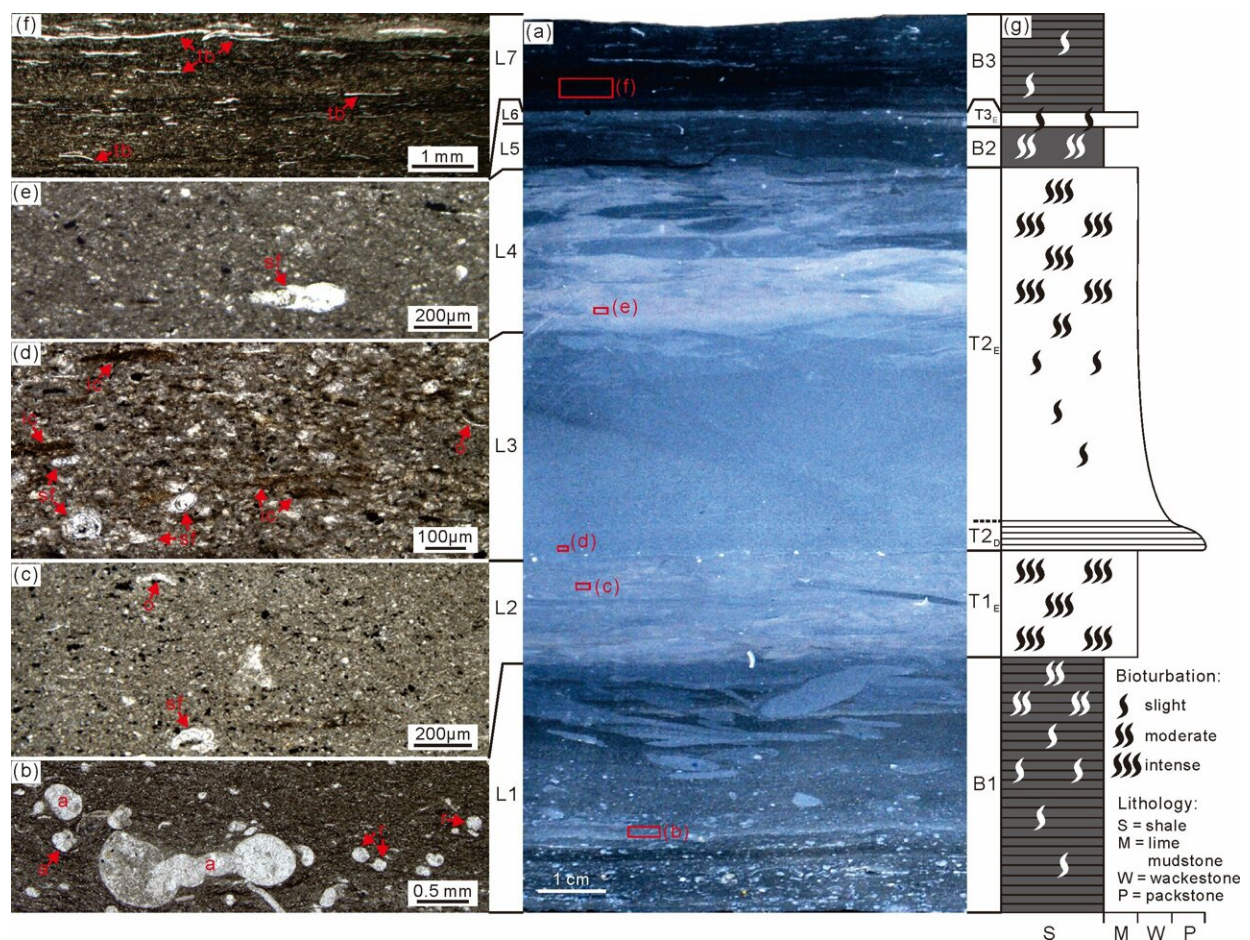 (f)
tb
tb
tb
1 mm
(e)
sf
200μm
(d)
sf
sf
100μm
(c)
o
sf
200μm
(b)
a
a
r
r
0.5 mm
L7
L6
L5
L4
L3
L2
L1
(a)
(f)
(e)
(d)
(c)
(b)
1 cm
B3
T3E
B2
T2E
T2D
T1E
B1
(g)
Bioturbation:
slight
moderate
intense
Lithology:
S = shale
M = lime
mudstone
W = wackestone
P = packstone
S M W P